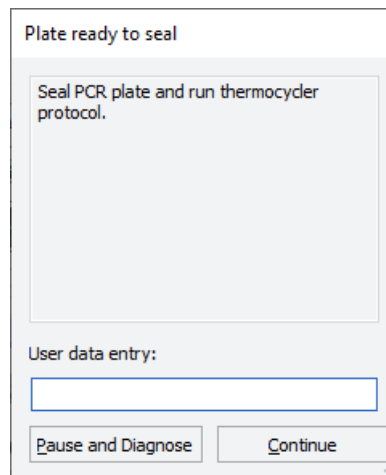 Plate ready to seal
Seal PCR plate and run thermocycler
protocol.
User data entry:
Pause and Diagnose
Continue